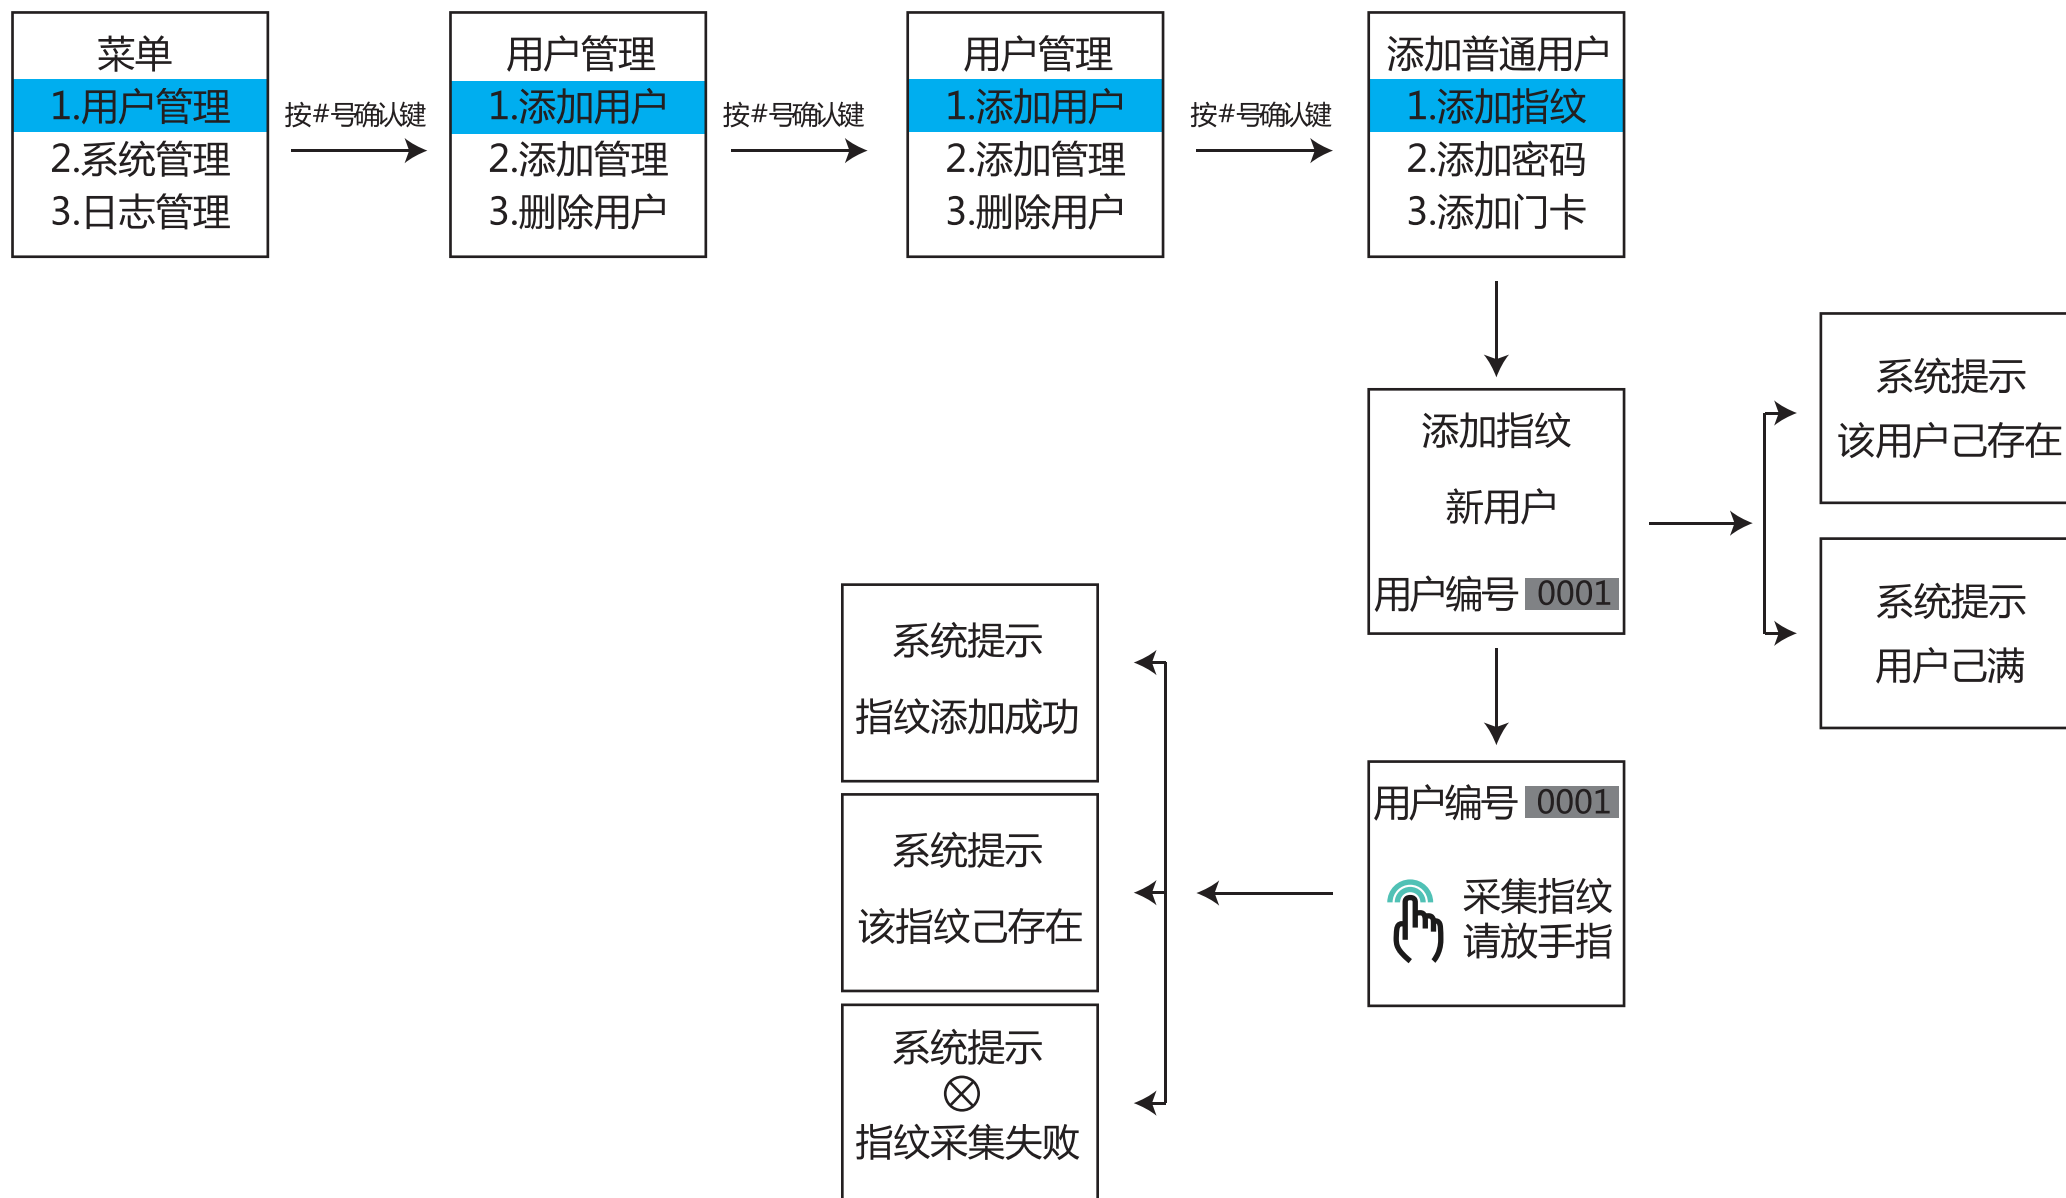 菜单
1.用户管理
2.系统管理
3.日志管理
按#号确认键
用户管理
1.添加用户
2.添加管理
3.删除用户
按#号确认键
用户管理
1.添加用户
2.添加管理
3.删除用户
按#号确认键
添加普通用户
1.添加指纹
2.添加密码
3.添加门卡
添加指纹
新用户
用户编号 0001
系统提示
该用户己存在
系统提示
用户己满
用户编号 0001
采集指纹
请放手指
系统提示
指纹添加成功
系统提示
该指纹己存在
系统提示
指纹采集失败